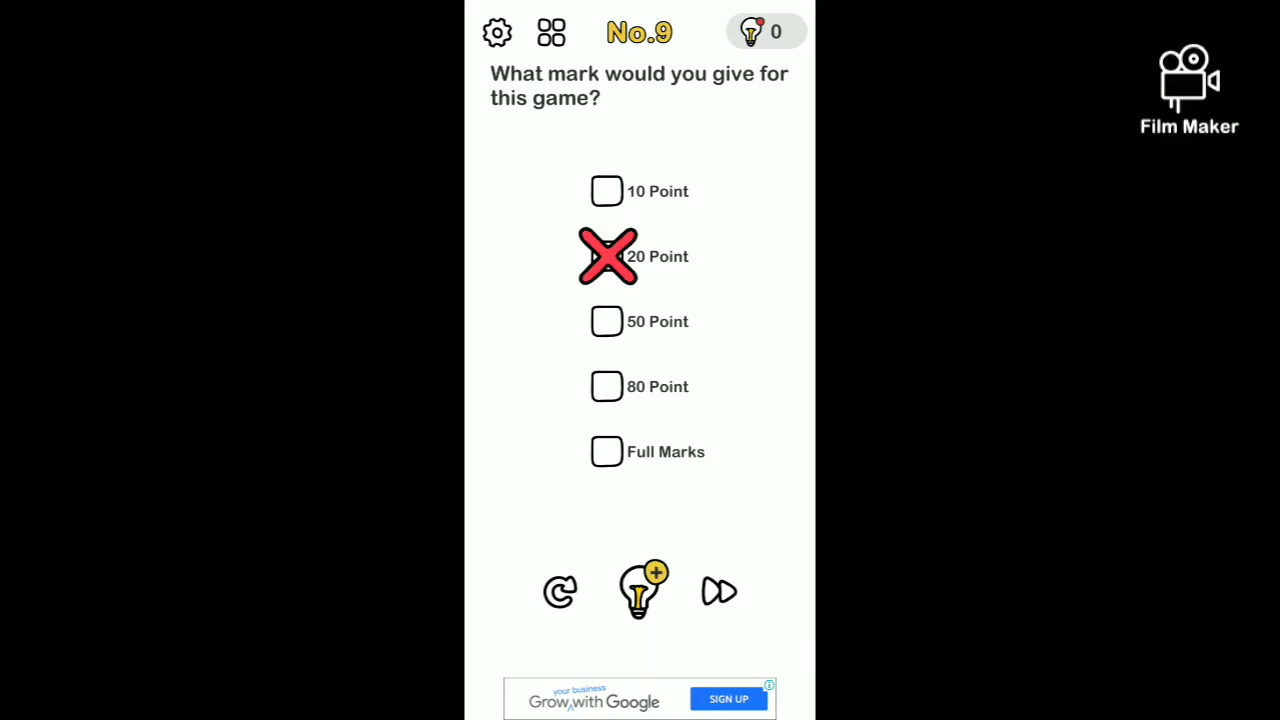 No.9
0
What mark would you give for
this game?
Film Maker
10 Point
20 Point
50 Point
80 Point
Full Marks
your business
Grow with Google
SIGN UP